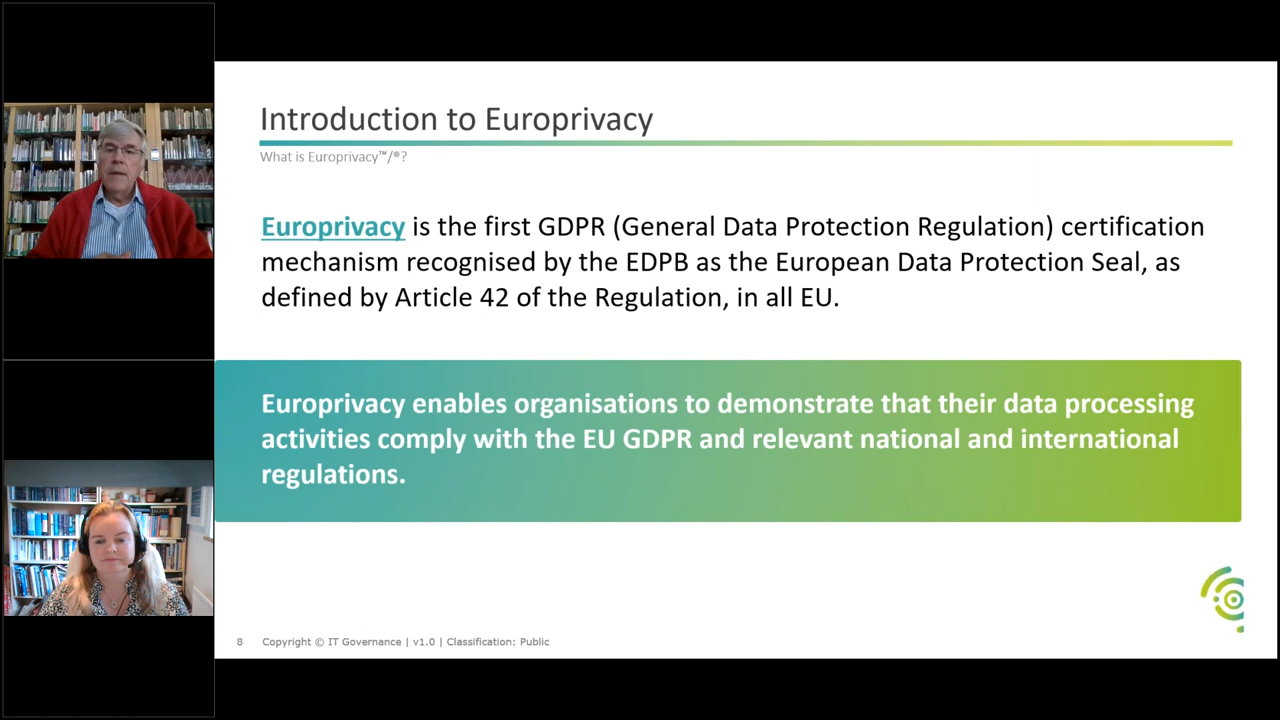 Introduction to Europrivacy
What is Europrivacy™/®?
Europrivacy is the first GDPR (General Data Protection Regulation) certification
mechanism recognised by the EDPB as the European Data Protection Seal, as
defined by Article 42 of the Regulation, in all EU.
Europrivacy enables organisations to demonstrate that their data processing
activities comply with the EU GDPR and relevant national and international
regulations.
8 Copyright © IT Governance | v1.0 | Classification: Public